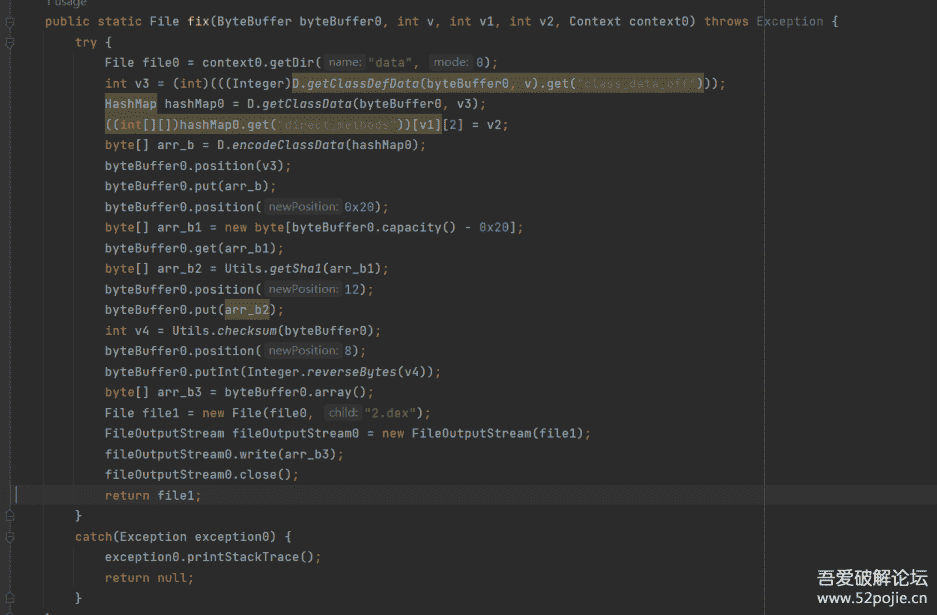 1 usage
public static File fix(ByteBuffer byteBuffer0, int v, int v1, int v2, Context context0) throws Exception {
try {
File file0 = context0.getDir( name: "data", mode: 0);
int v3 = (int)(((Integer)D.getClassDefData(byteBuffer0, v).get("class_data_off")));
HashMap hashMap0 = D.getClassData(byteBuffer0, v3);
((int[][])hashMap0.get("direct_methods"))[v1][2] = v2;
byte[] arr_b = D.encodeClassData(hashMap0);
byteBuffer0.position(v3);
byteBuffer0.put(arr_b);
byteBuffer0.position( newPosition: 0x20);
byte[] arr_b1 = new byte[byteBuffer0.capacity() - 0x20];
byteBuffer0.get(arr_b1);
byte[] arr_b2 = Utils.getSha1(arr_b1);
byteBuffer0.position( newPosition: 12);
byteBuffer0.put(arr_b2);
int v4 = Utils.checksum(byteBuffer0);
byteBuffer0.position( newPosition: 8);
byteBuffer0.putInt(Integer.reverseBytes(v4));
byte[] arr_b3 = byteBuffer0.array();
File file1 = new File(file0, child: "2.dex");
FileOutputStream fileOutputStream0 = new FileOutputStream(file1);
fileOutputStream0.write(arr_b3);
fileOutputStream0.close();
return file1;
}
catch(Exception exception0) {
exception0.printStackTrace();
return null;
}
吾爱破解论坛
www.52pojie.cn